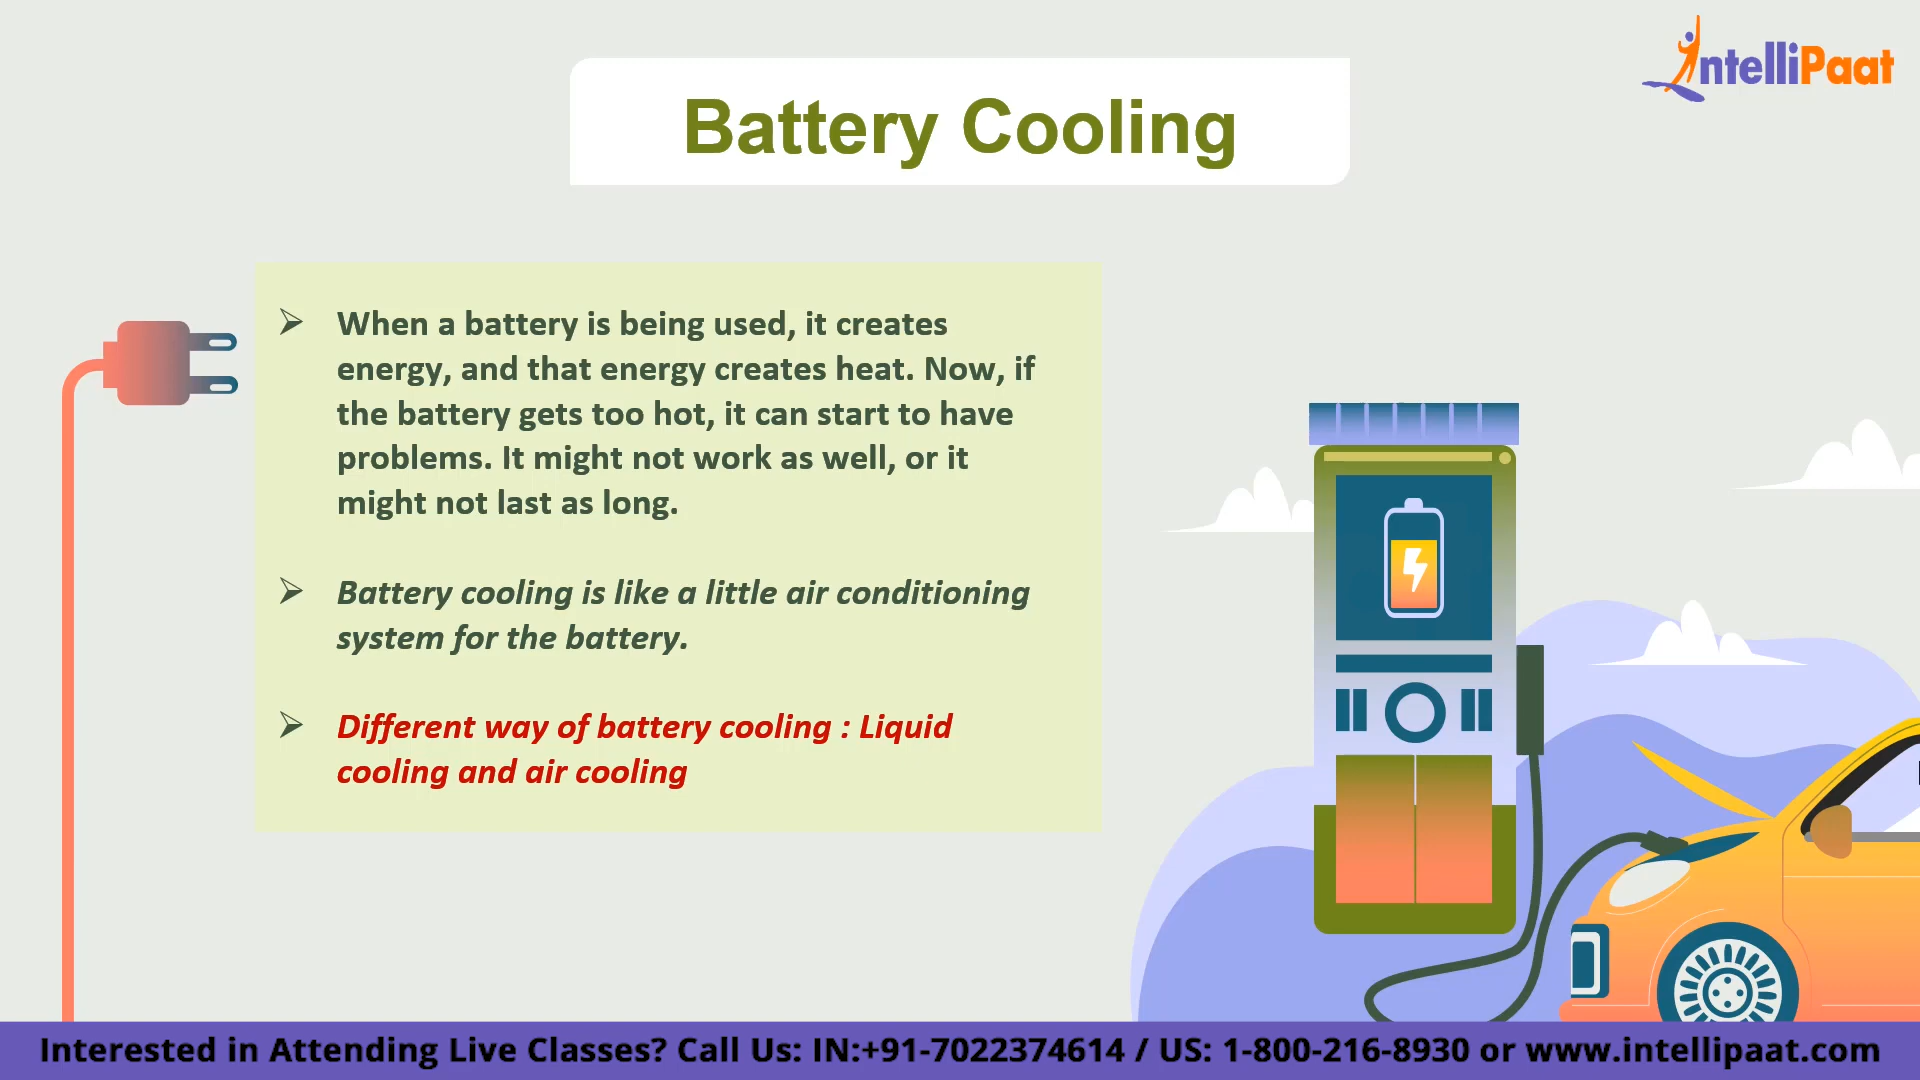 IntelliPaat
Battery Cooling
When a battery is being used, it creates
energy, and that energy creates heat. Now, if
the battery gets too hot, it can start to have
problems. It might not work as well, or it
might not last as long.
Battery cooling is like a little air conditioning
system for the battery.
Different way of battery cooling : Liquid
cooling and air cooling
Interested in Attending Live Classes? Call Us: IN:+91-7022374614 / US: 1-800-216-8930 or www.intellipaat.com